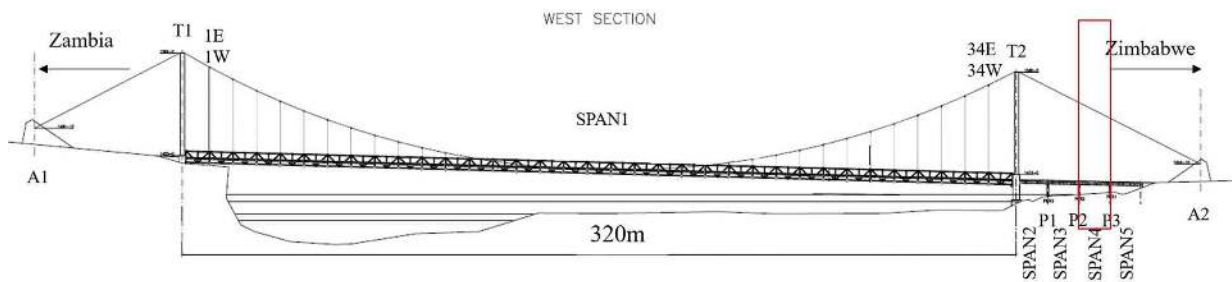 WEST SECTION
Zambia
T1
1E
1W
34E
34W
T2
Zimbabwe
SPAN1
A1
A2
P1
P2
P3
320m
SPAN2
SPAN3
SPAN4
SPAN5